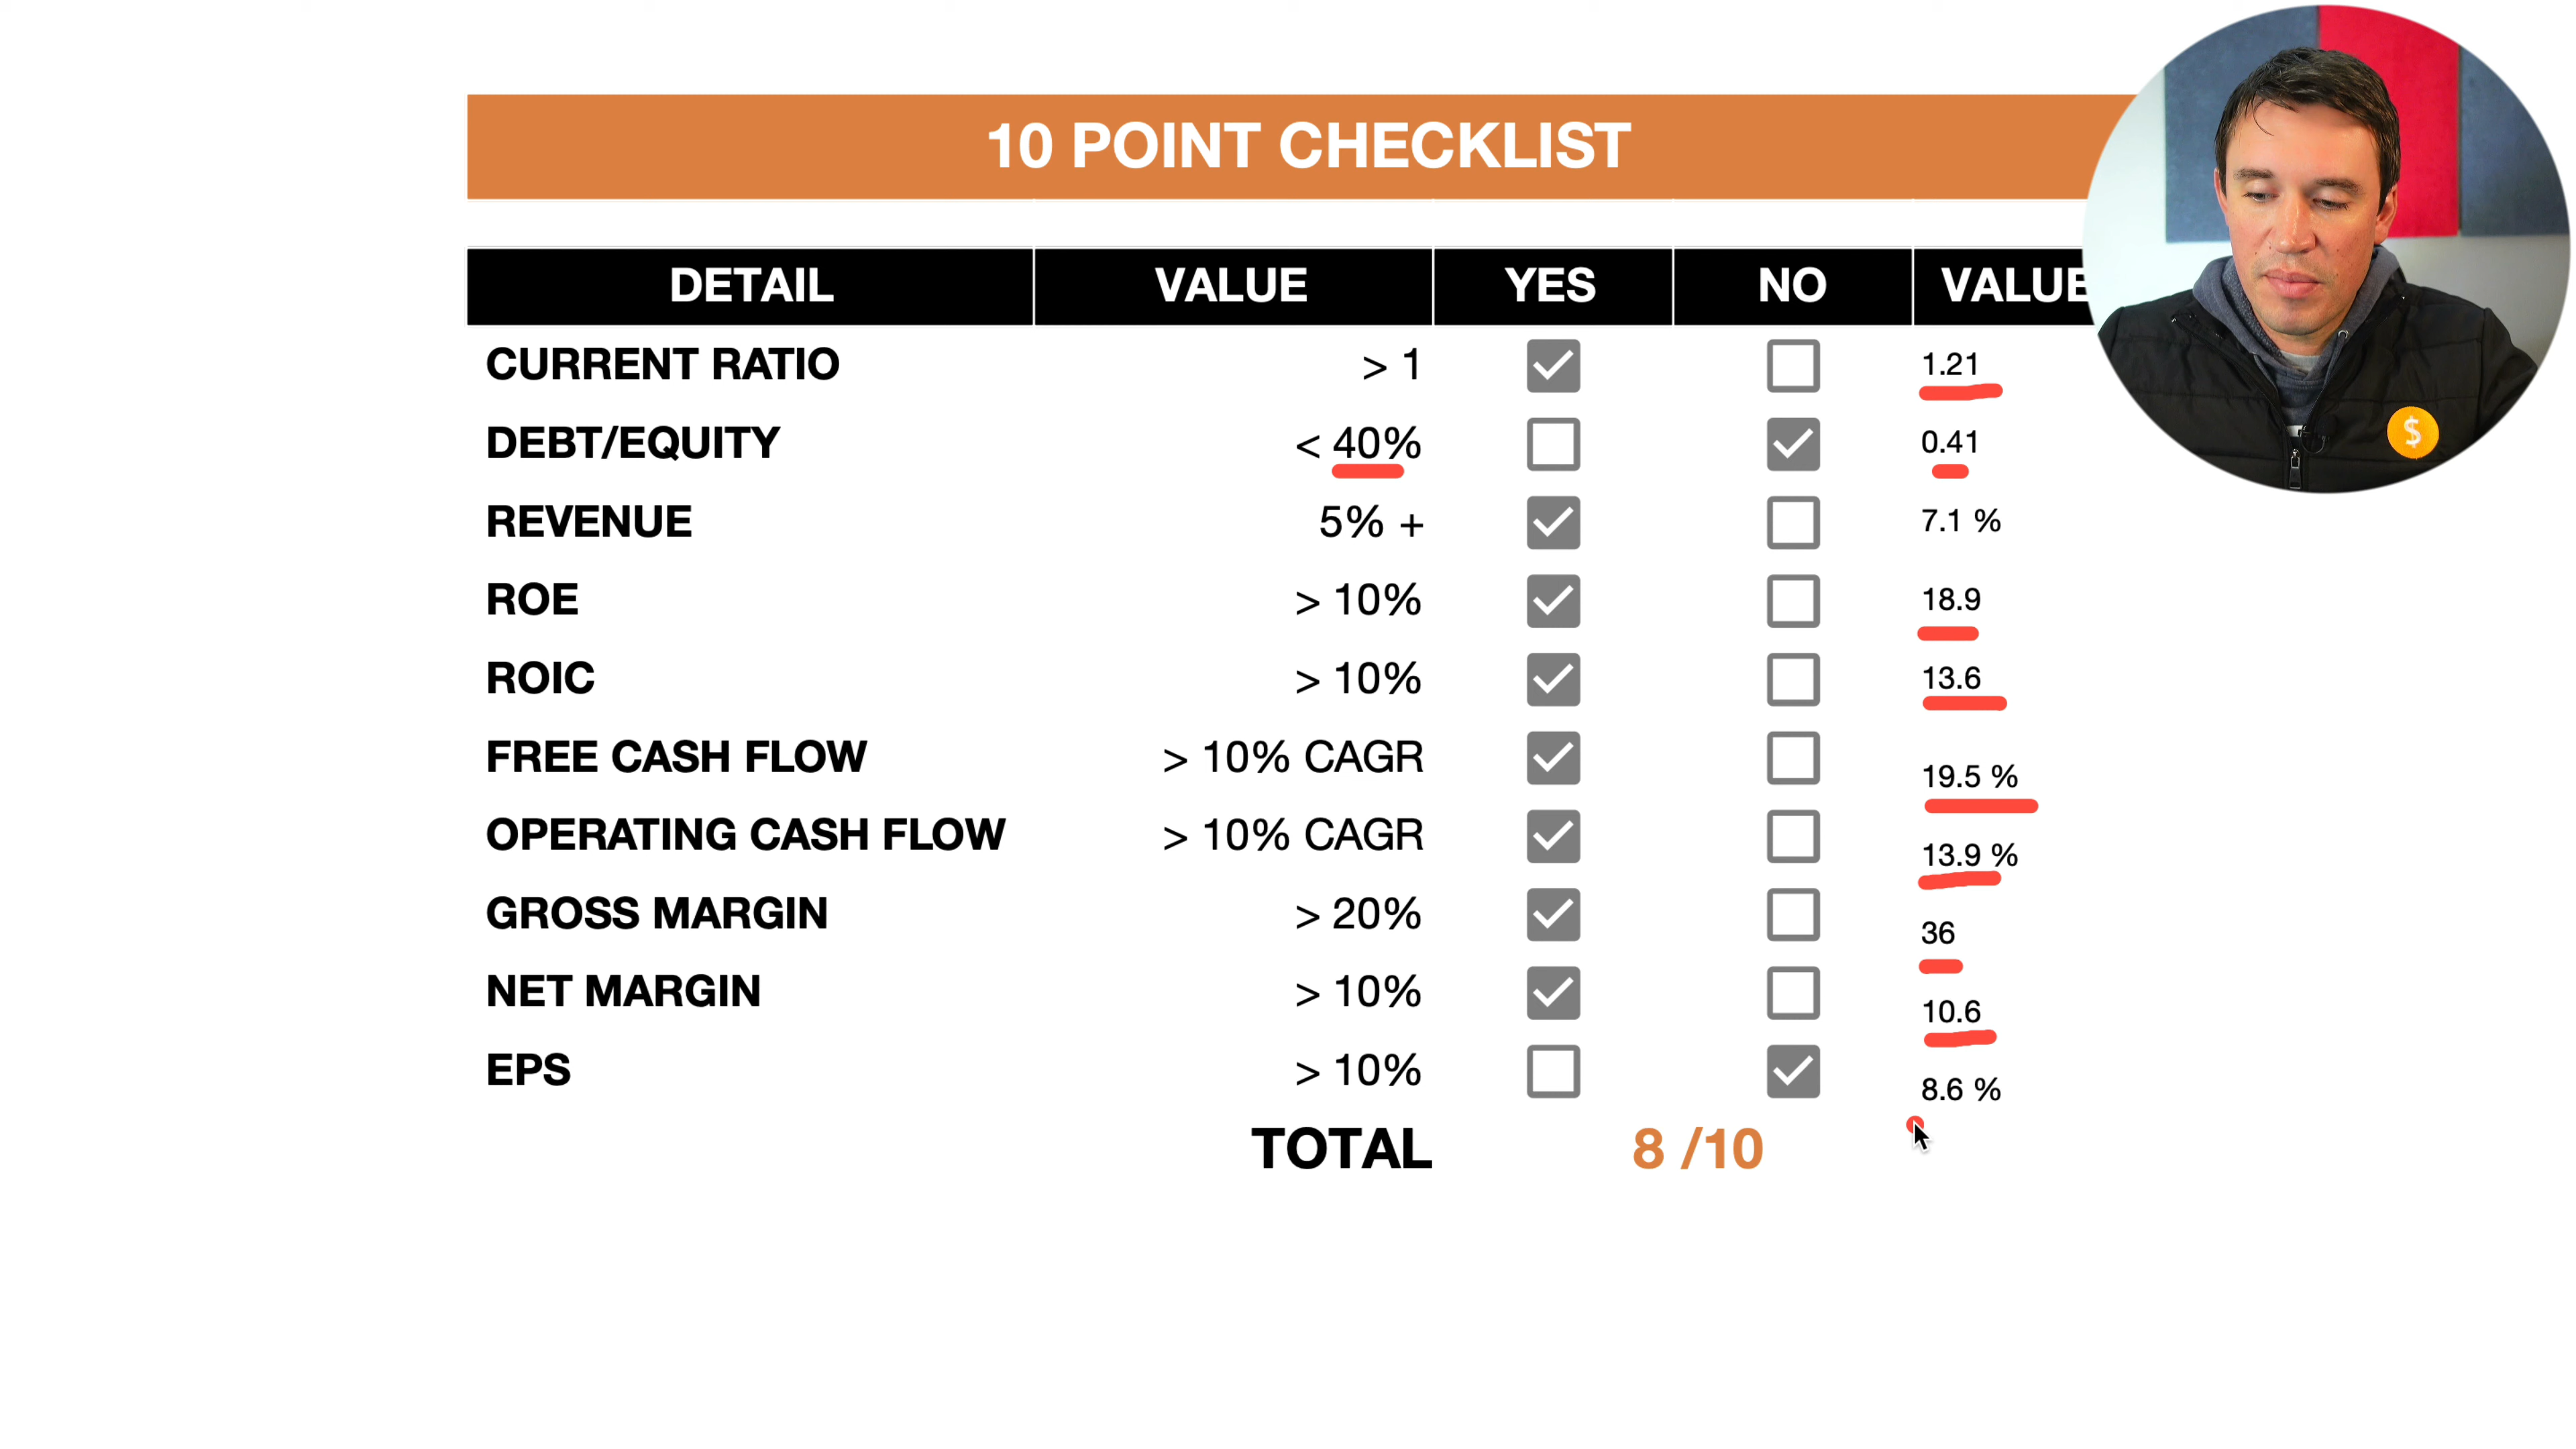 10 POINT CHECKLIST
DETAIL VALUE YES NO VALUE
CURRENT RATIO > 1 1.21
DEBT/EQUITY < 40% 0.41
REVENUE 5% + 7.1 %
ROE > 10% 18.9
ROIC > 10% 13.6
FREE CASH FLOW > 10% CAGR 19.5 %
OPERATING CASH FLOW > 10% CAGR 13.9 %
GROSS MARGIN > 20% 36
NET MARGIN > 10% 10.6
EPS > 10% 8.6 %
TOTAL 8 /10
$